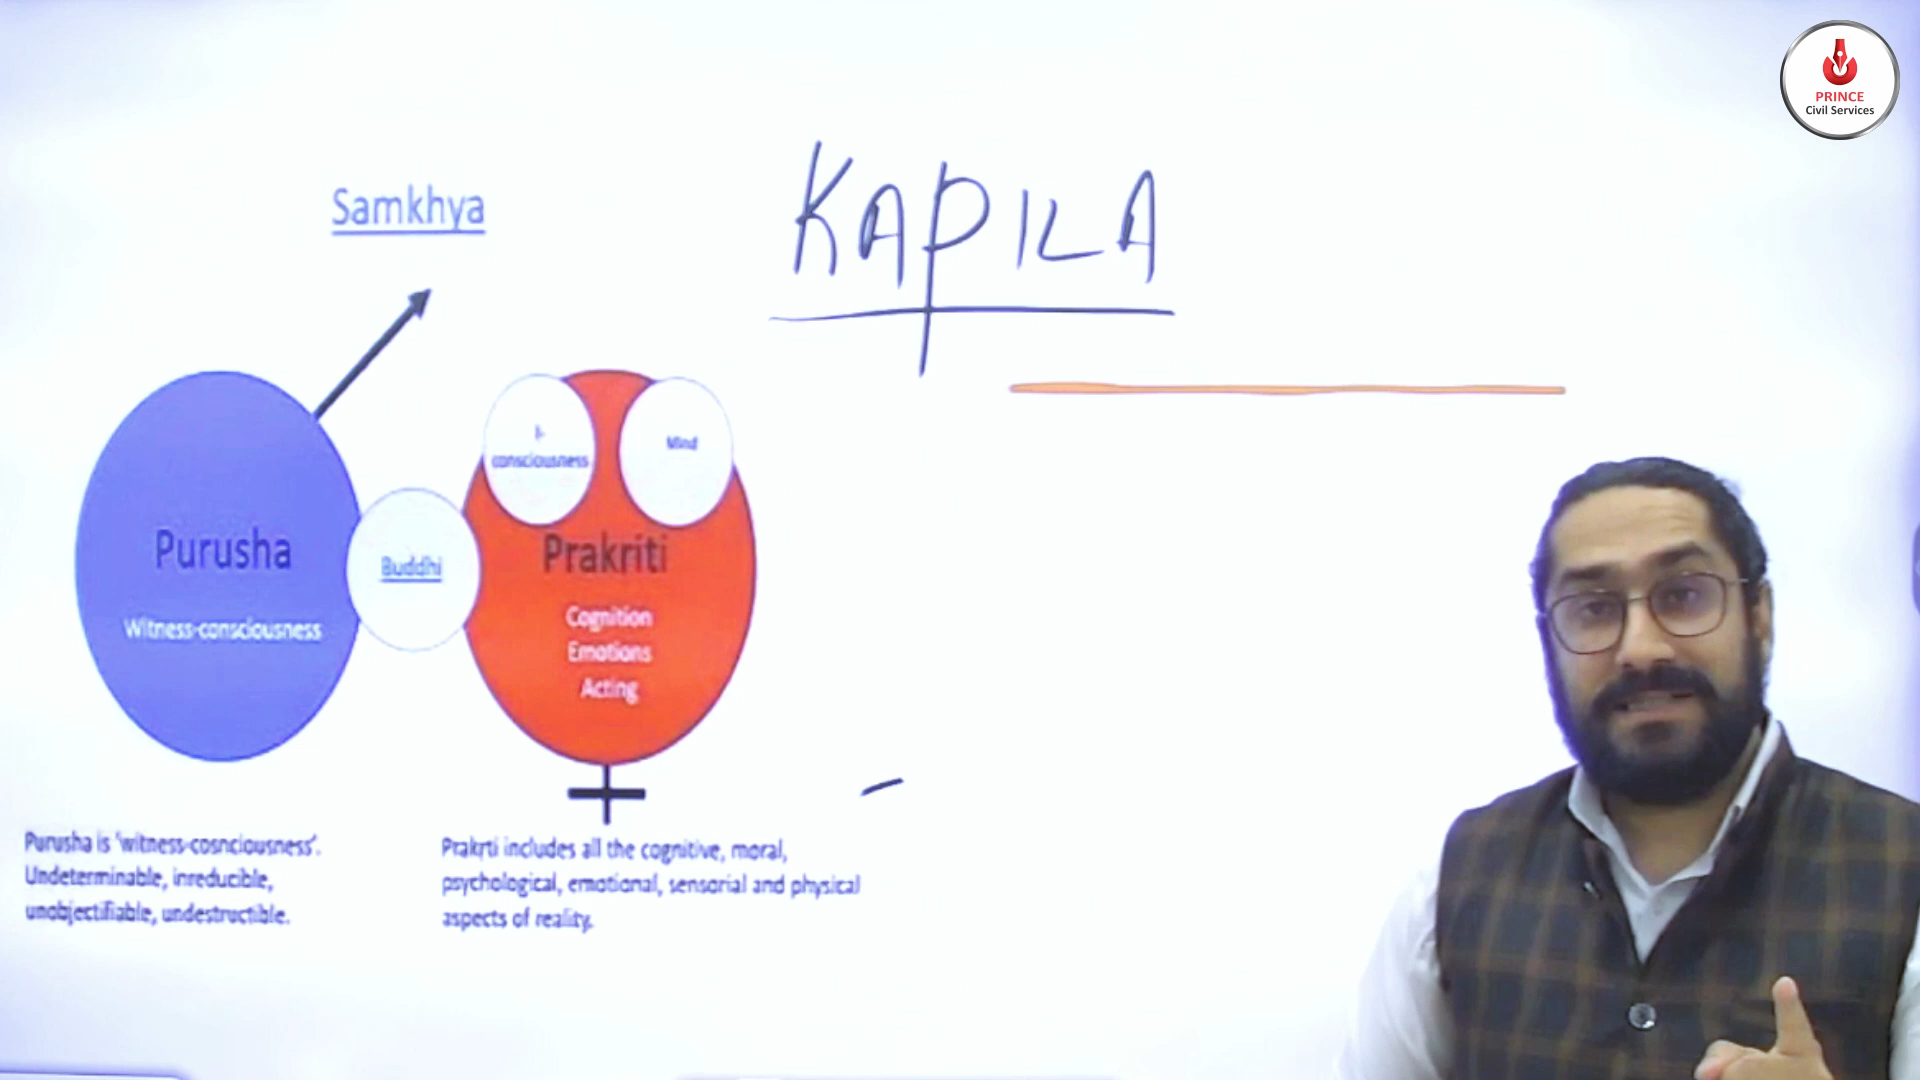 PRINCE
Civil Services
Samkhya
KAPILA
I-
consciousness
Mind
Purusha
Witness-consciousness
Buddhi
Prakriti
Cognition
Emotions
Acting
Purusha is 'witness-cosnciousness'.
Undeterminable, inreducible,
unobjectifiable, undestructible.
Prakrti includes all the cognitive, moral,
psychological, emotional, sensorial and physical
aspects of reality.